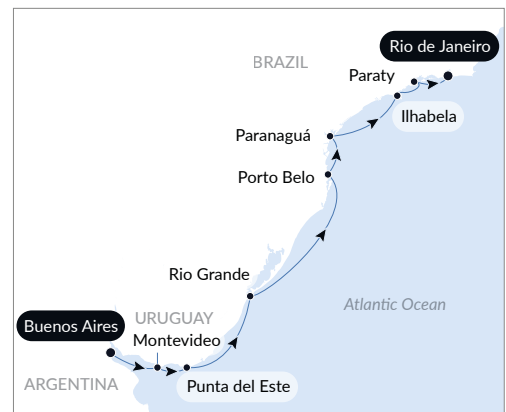 Rio de Janeiro
BRAZIL
Paraty
Ilhabela
Paranaguá
Porto Belo
Rio Grande
Atlantic Ocean
URUGUAY
Buenos Aires
Montevideo
ARGENTINA
Punta del Este